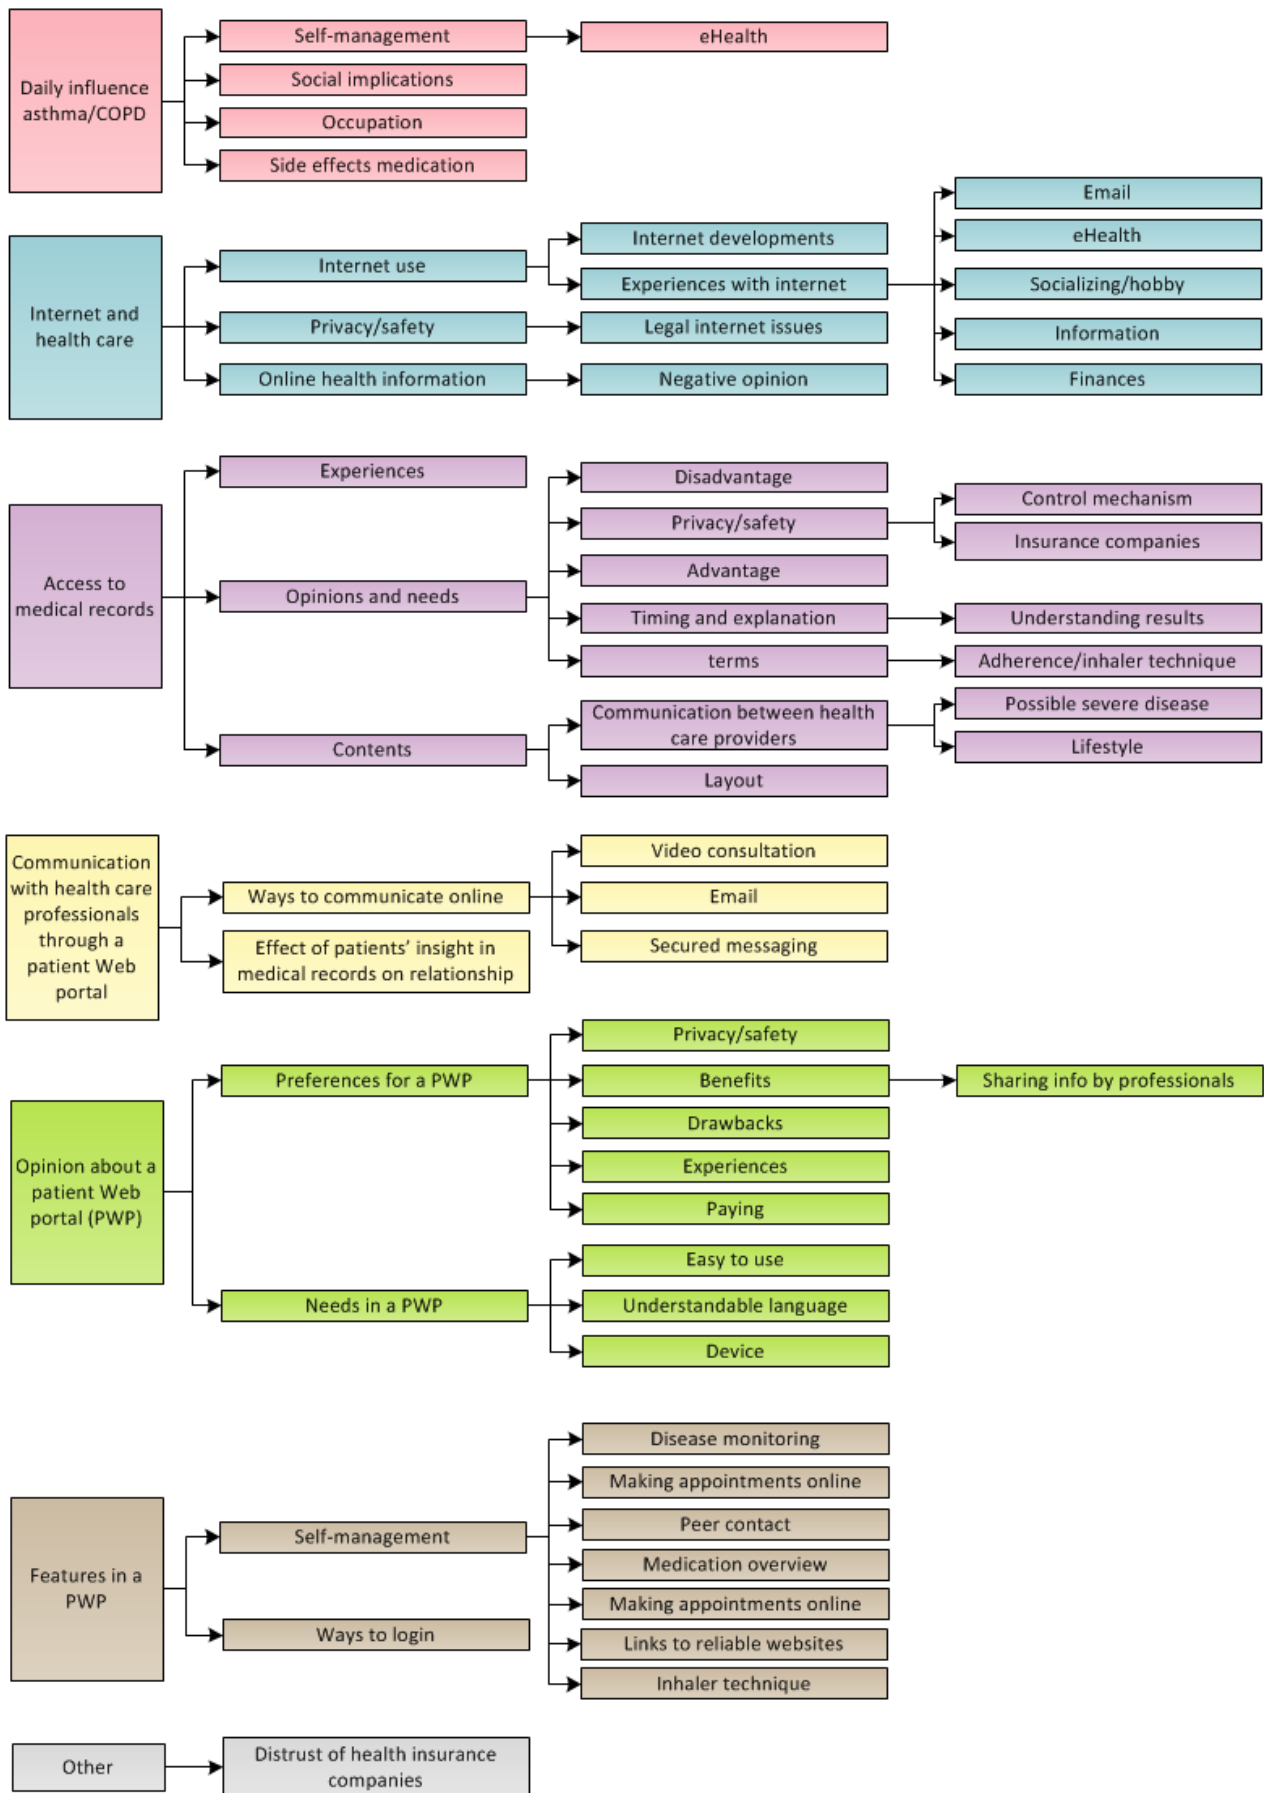 Daily influence
asthma/COPD
Self-management
eHealth
Social implications
Occupation
Side effects medication
Internet and
health care
Internet use
Internet developments
Experiences with internet
Email
eHealth
Socializing/hobby
Information
Finances
Privacy/safety
Legal internet issues
Online health information
Negative opinion
Access to
medical records
Experiences
Opinions and needs
Disadvantage
Privacy/safety
Control mechanism
Insurance companies
Advantage
Timing and explanation
Understanding results
terms
Adherence/inhaler technique
Contents
Communication between health
care providers
Possible severe disease
Lifestyle
Layout
Communication
with health care
professionals
through a
patient Web
portal
Ways to communicate online
Video consultation
Email
Secured messaging
Effect of patients’ insight in
medical records on relationship
Opinion about a
patient Web
portal (PWP)
Preferences for a PWP
Privacy/safety
Benefits
Sharing info by professionals
Drawbacks
Experiences
Paying
Needs in a PWP
Easy to use
Understandable language
Device
Features in a
PWP
Self-management
Disease monitoring
Making appointments online
Peer contact
Medication overview
Making appointments online
Links to reliable websites
Inhaler technique
Ways to login
Other
Distrust of health insurance
companies